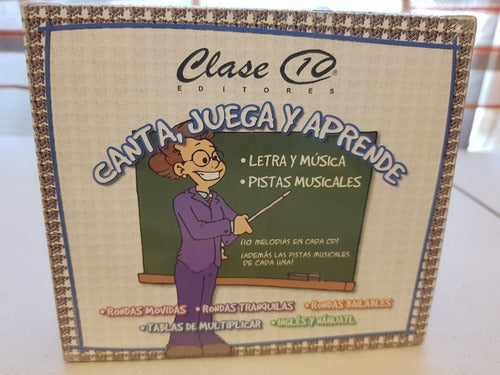 Clase 10®
EDITORES
CANTA, JUEGA Y APRENDE
• LETRA Y MÚSICA
• PISTAS MUSICALES
¡10 MELODIAS EN CADA CD!
¡ADEMÁS LAS PISTAS MUSICALES
DE CADA UNA!
• RONDAS MOVIDAS • RONDAS TRANQUILAS • RONDAS BAILABLES
• TABLAS DE MULTIPLICAR • INGLÉS Y NÁHUATL